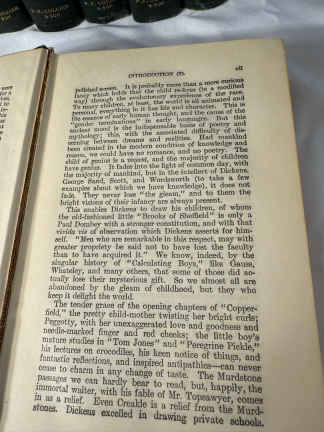 P. F. COLLIER
& SON
P. F. COLLIER
& SON
INTRODUCTION (2). xii
polished scorn. It is probably more than a mere curious
fancy which holds that the child reduces (in a modified
way) through the evolutionary experience of the race.
To many children, at least, the world is all animated and
personal, everything in it has life and character. This is
the essence of early human thought, and the cause of the
"gender terminations" in early languages. But this
curious mood is the indispensable basis of poetry and
mythology; this, with the associated difficulty of dis-
cerning between dreams and realities. Had mankind
been created in the modern condition of knowledge and
reason, we could have no romance, and no poetry. The
child of genius is a racoat, and the majority of children
have genius. It fades into the light of common day, with
the majority of mankind, but in the intellect of Dickens,
George Sand, Scott, and Wordsworth (to take a few
examples about which we have knowledge), it does not
fade. They never lose "the gleam," and to them the
bright visions of their infancy are always present.
This enables Dickens to draw his children, of whom
the old-fashioned little "Brooks of Sheffield" is only a
Paul Dombey with a stronger constitution, and with that
vividly vis of observation which Dickens asserts for him-
self. "Men who are remarkable in this respect, may with
greater propriety be said not to have lost the faculty
than to have acquired it." We know, indeed, by the
singular history of "Calculating Boys," like Gauss,
Whateley, and many others, that some of those did ac-
tually lose their mysterious gift. So we almost all are
abandoned by the gleam of childhood, but they who
keep it delight the world.
The tender grace of the opening chapters of "Copper-
field," the pretty child-mother twisting her bright curls;
Peggotty, with her unexaggerated love and goodness and
needle-marked finger and red cheeks; the little boy's
mature studies in "Tom Jones" and "Peregrine Pickle,"
his lectures on crocodiles, his keen notice of things, and
fantastic reflections, and inspired antipathies—can never
cease to charm in any change of taste. The Murdstone
passages we can hardly bear to read, but, happily, the
immortal waiter, with his fable of Mr. Topsawyer, comes
in as a relief. Even Creakle is a relief from the Murd-
stones. Dickens excelled in drawing private schools.